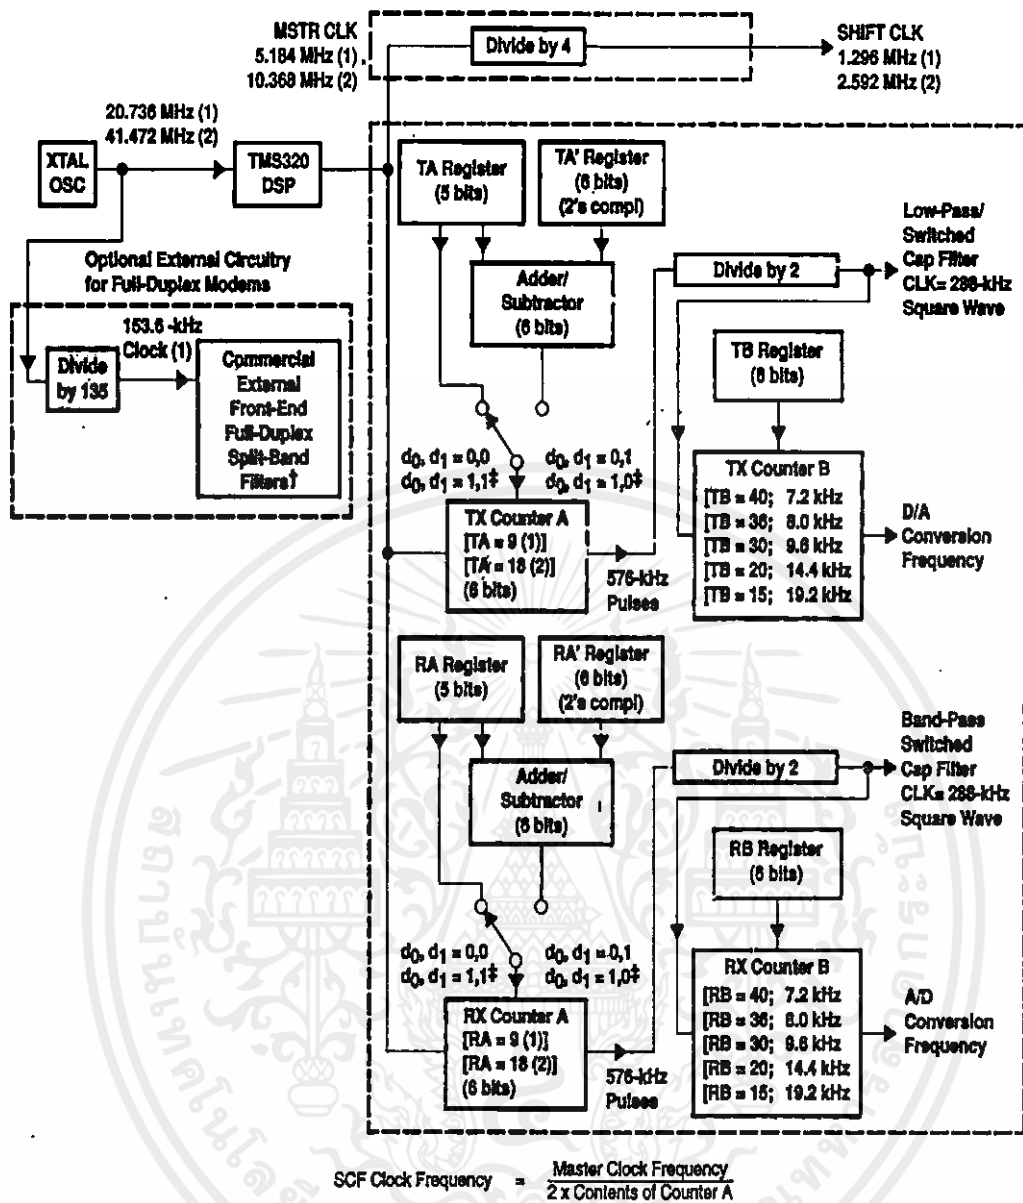 MSTR CLK
5.184 MHz (1)
10.368 MHz (2)
Divide by 4
SHIFT CLK
1.296 MHz (1)
2.592 MHz (2)
20.736 MHz (1)
41.472 MHz (2)
XTAL
OSC
TMS320
DSP
Optional External Circuitry
for Full-Duplex Modems
153.6 -kHz
Clock (1)
Divide
by 135
Commercial
External
Front-End
Full-Duplex
Split-Band
Filters†
TA Register
(5 bits)
TA' Register
(6 bits)
(2's compl)
Adder/
Subtractor
(6 bits)
Divide by 2
Low-Pass/
Switched
Cap Filter
CLK= 288-kHz
Square Wave
TB Register
(6 bits)
d0, d1 = 0,0
d0, d1 = 1,1‡
d0, d1 = 0,1
d0, d1 = 1,0‡
TX Counter A
[TA = 9 (1)]
[TA = 18 (2)]
(6 bits)
576-kHz
Pulses
TX Counter B
[TB = 40; 7.2 kHz
[TB = 36; 8.0 kHz
[TB = 30; 9.6 kHz
[TB = 20; 14.4 kHz
[TB = 15; 19.2 kHz
D/A
Conversion
Frequency
RA Register
(5 bits)
RA' Register
(6 bits)
(2's compl)
Adder/
Subtractor
(6 bits)
Divide by 2
Band-Pass
Switched
Cap Filter
CLK= 288-kHz
Square Wave
RB Register
(6 bits)
d0, d1 = 0,0
d0, d1 = 1,1‡
d0, d1 = 0,1
d0, d1 = 1,0‡
RX Counter A
[RA = 9 (1)]
[RA = 18 (2)]
(6 bits)
576-kHz
Pulses
RX Counter B
[RB = 40; 7.2 kHz
[RB = 36; 8.0 kHz
[RB = 30; 9.6 kHz
[RB = 20; 14.4 kHz
[RB = 15; 19.2 kHz
A/D
Conversion
Frequency
SCF Clock Frequency = Master Clock Frequency
2 x Contents of Counter A